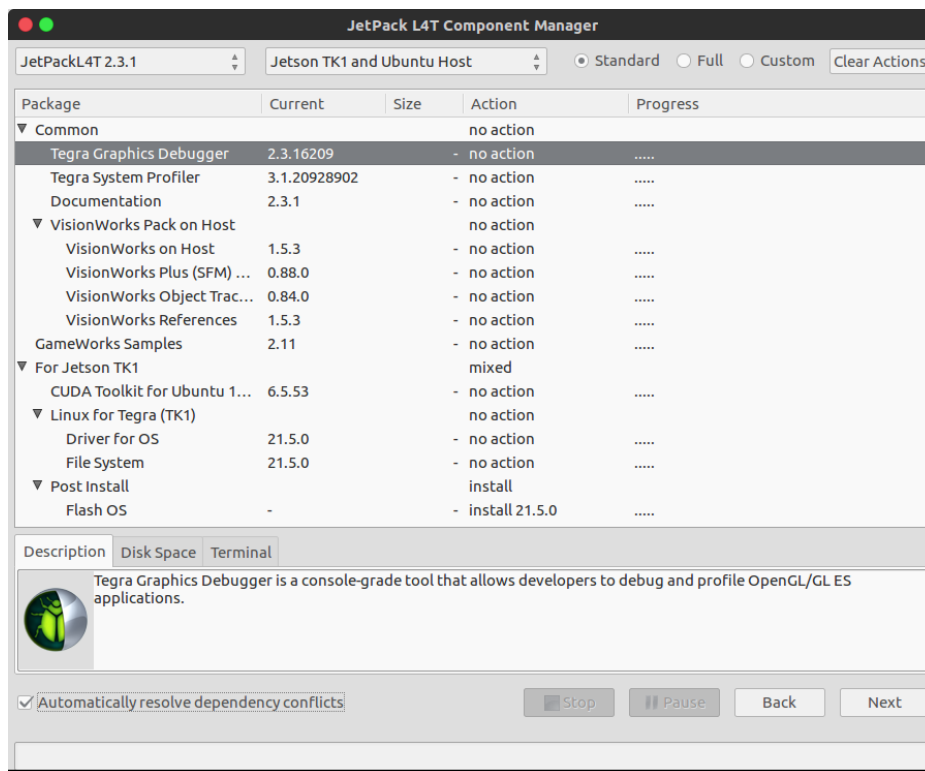 JetPack L4T Component Manager
JetPackL4T 2.3.1 Jetson TK1 and Ubuntu Host Standard Full Custom Clear Actions
Package Current Size Action Progress
Common no action
Tegra Graphics Debugger 2.3.16209 - no action .....
Tegra System Profiler 3.1.20928902 - no action .....
Documentation 2.3.1 - no action .....
VisionWorks Pack on Host no action
VisionWorks on Host 1.5.3 - no action .....
VisionWorks Plus (SFM) ... 0.88.0 - no action .....
VisionWorks Object Trac... 0.84.0 - no action .....
VisionWorks References 1.5.3 - no action .....
GameWorks Samples 2.11 - no action .....
For Jetson TK1 mixed
CUDA Toolkit for Ubuntu 1... 6.5.53 - no action .....
Linux for Tegra (TK1) no action
Driver for OS 21.5.0 - no action .....
File System 21.5.0 - no action .....
Post Install install
Flash OS - - install 21.5.0 .....
Description Disk Space Terminal
Tegra Graphics Debugger is a console-grade tool that allows developers to debug and profile OpenGL/GL ES
applications.
Automatically resolve dependency conflicts Stop Pause Back Next